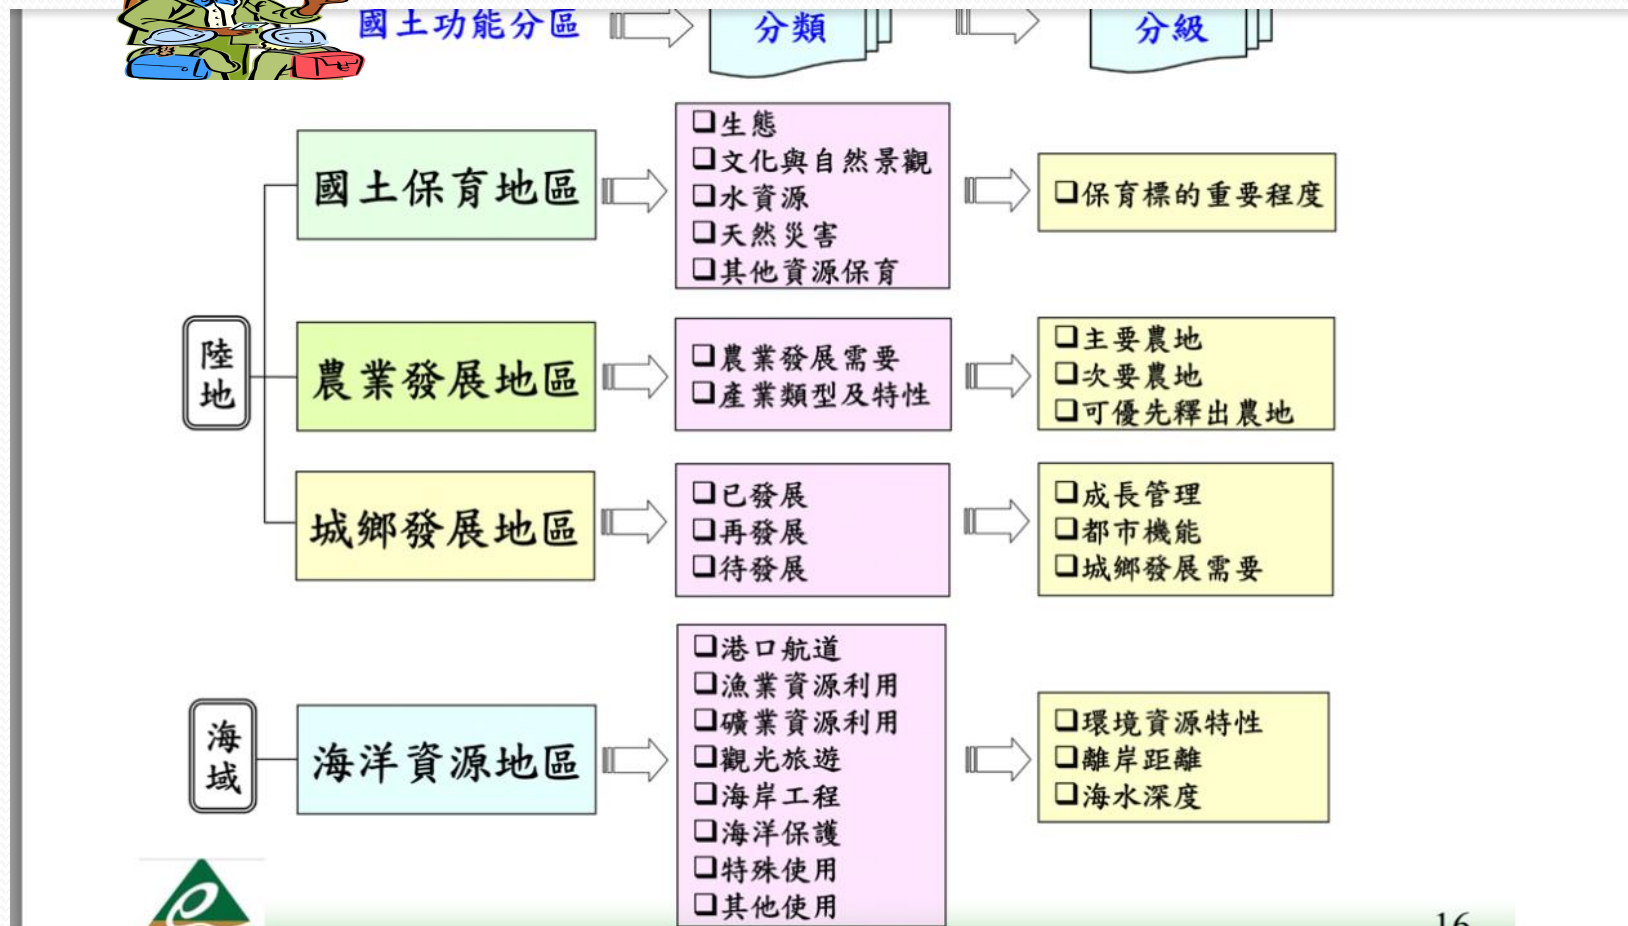 國土功能分區
分類
分級
陸地
國土保育地區
❑生態
❑文化與自然景觀
❑水資源
❑天然災害
❑其他資源保育
❑保育標的重要程度
農業發展地區
❑農業發展需要
❑產業類型及特性
❑主要農地
❑次要農地
❑可優先釋出農地
城鄉發展地區
❑已發展
❑再發展
❑待發展
❑成長管理
❑都市機能
❑城鄉發展需要
海域
海洋資源地區
❑港口航道
❑漁業資源利用
❑礦業資源利用
❑觀光旅遊
❑海岸工程
❑海洋保護
❑特殊使用
❑其他使用
❑環境資源特性
❑離岸距離
❑海水深度
16